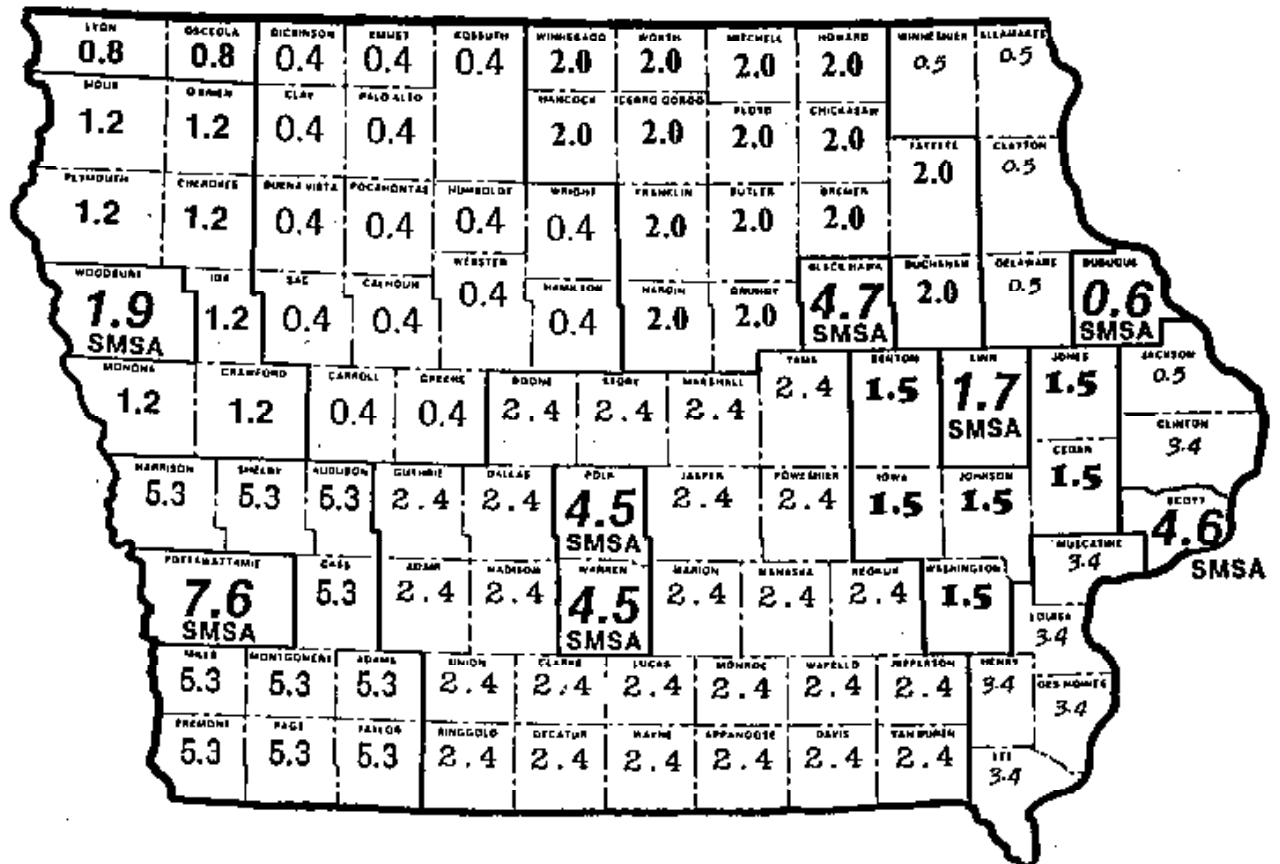 LYON OSCEOLA DICKINSON EMMET KOSSUTH WINNEBAGO WORTH MITCHELL HOWARD WINNESHIEK ALLAMAKEE
0.8 0.8 0.4 0.4 0.4 2.0 2.0 2.0 2.0 0.5 0.5
SIOUX O'BRIEN CLAY PALO ALTO HANCOCK CERRO GORDO FLOYD CHICKASAW
1.2 1.2 0.4 0.4 2.0 2.0 2.0 2.0
FAYETTE CLAYTON
2.0 0.5
PLYMOUTH CHEROKEE BUENA VISTA POCAHONTAS HUMBOLDT WRIGHT FRANKLIN BUTLER BREMER
1.2 1.2 0.4 0.4 0.4 0.4 2.0 2.0 2.0
WOODBURY IDA SAC CALHOUN WEBSTER HAMILTON HARDIN GRUNDY BLACK HAWK BUCHANAN DELAWARE DUBUQUE
1.9 1.2 0.4 0.4 0.4 0.4 2.0 2.0 4.7 2.0 0.5 0.6
SMSA SMSA SMSA
MONONA CRAWFORD CARROLL GREENE BOONE STORY MARSHALL TAMA BENTON LINN JONES JACKSON
1.2 1.2 0.4 0.4 2.4 2.4 2.4 2.4 1.5 1.7 1.5 0.5
SMSA
CLINTON
3.4
HARRISON SHELBY AUDUBON GUTHRIE DALLAS POLK JASPER POWESHIEK IOWA JOHNSON CEDAR SCOTT
5.3 5.3 5.3 2.4 2.4 4.5 2.4 2.4 1.5 1.5 1.5 4.6
SMSA SMSA
POTTAWATTAMIE CASS ADAIR MADISON WARREN MARION MAHASKA KEOKUK WASHINGTON MUSCATINE
7.6 5.3 2.4 2.4 4.5 2.4 2.4 2.4 1.5 3.4
SMSA SMSA
LOUISA
3.4
MILLS MONTGOMERY ADAMS UNION CLARKE LUCAS MONROE WAPELLO JEFFERSON HENRY DES MOINES
5.3 5.3 5.3 2.4 2.4 2.4 2.4 2.4 2.4 3.4 3.4
FREMONT PAGE TAYLOR RINGGOLD DECATUR WAYNE APPANOOSE DAVIS VAN BUREN LEE
5.3 5.3 5.3 2.4 2.4 2.4 2.4 2.4 2.4 3.4